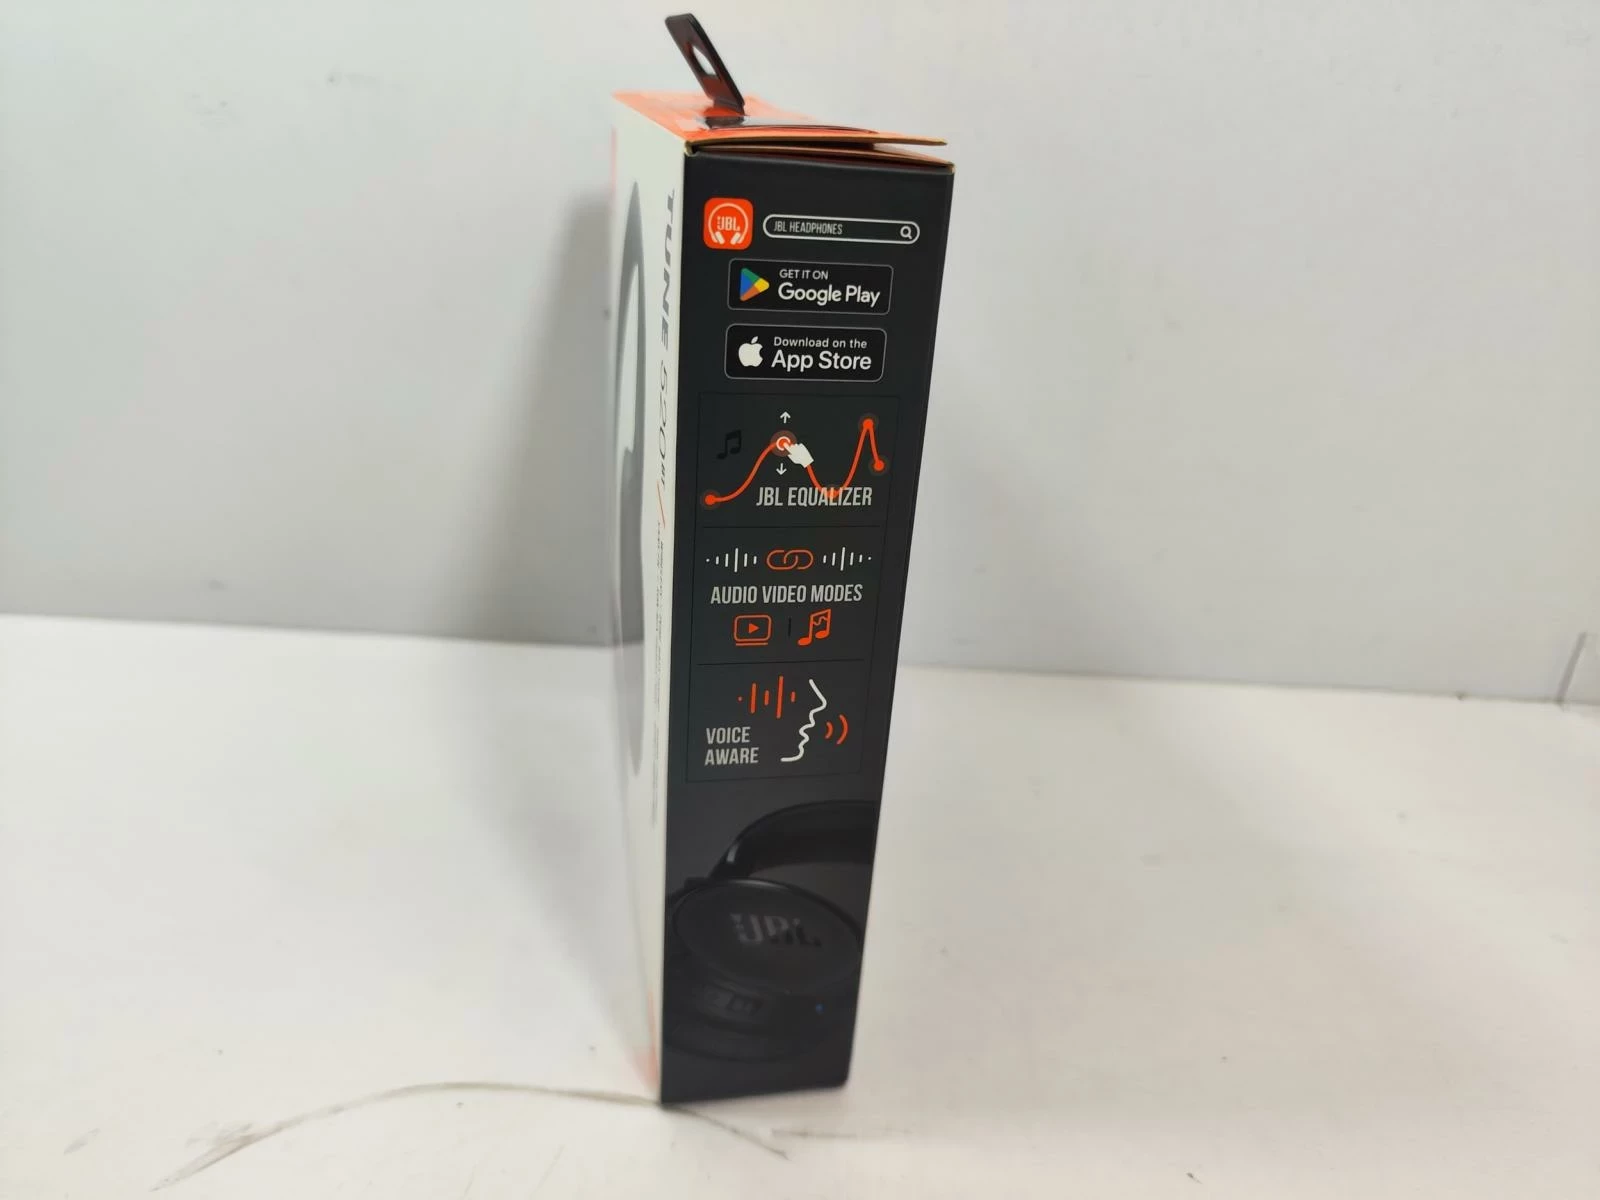 JBL
JBL HEADPHONES
GET IT ON
Google Play
Download on the
App Store
JBL EQUALIZER
AUDIO VIDEO MODES
VOICE
AWARE
JBL
TUNE 520BT